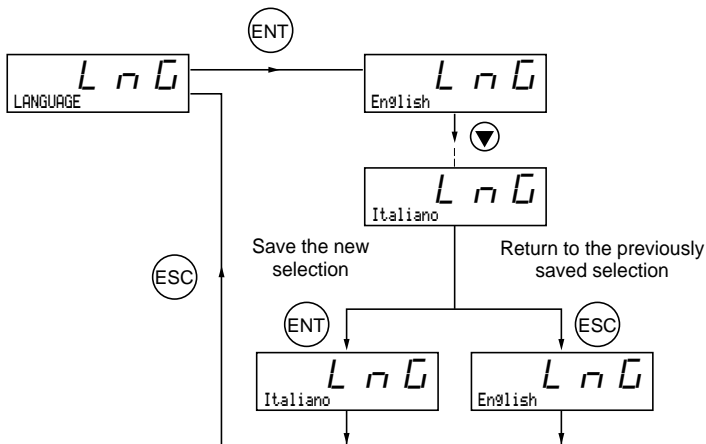 ENT
LnG
LANGUAGE
LnG
English
LnG
Italiano
Save the new
selection
Return to the previously
saved selection
ESC
ENT
ESC
LnG
Italiano
LnG
English